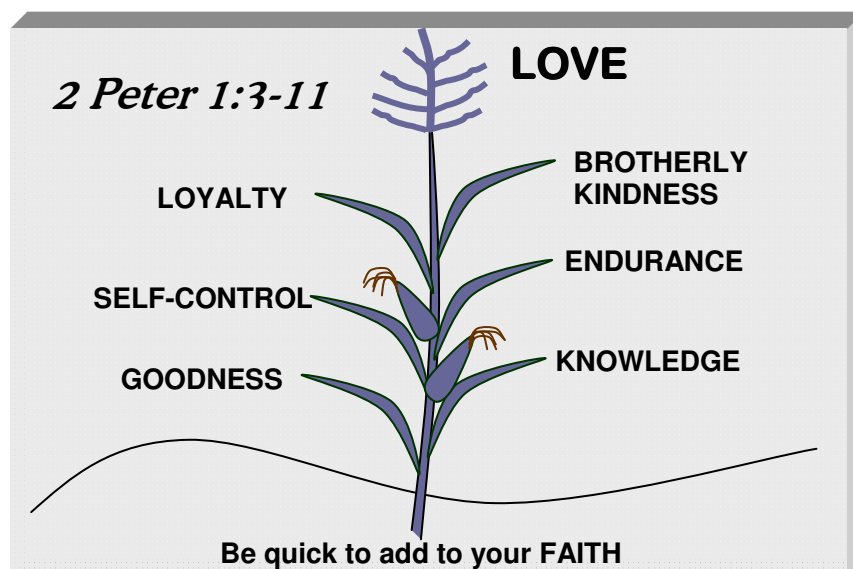 LOVE
2 Peter 1:3-11
BROTHERLY
KINDNESS
LOYALTY
ENDURANCE
SELF-CONTROL
KNOWLEDGE
GOODNESS
Be quick to add to your FAITH